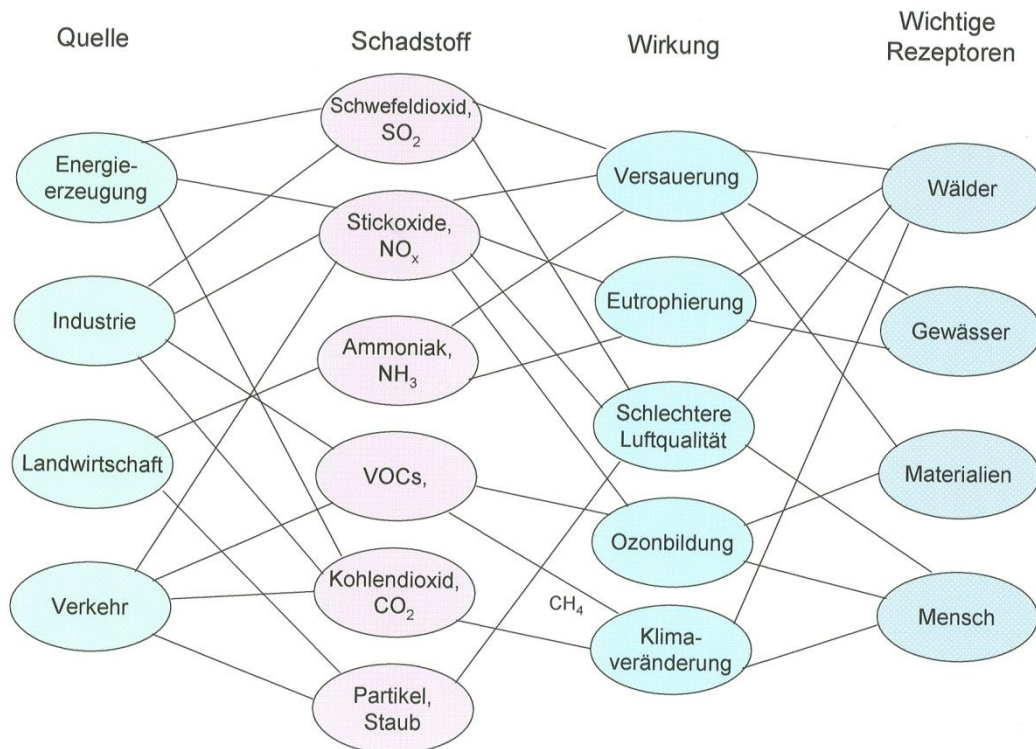 Quelle
Schadstoff
Wirkung
Wichtige
Rezeptoren
Energie-
erzeugung
Industrie
Landwirtschaft
Verkehr
Schwefeldioxid,
SO₂
Stickoxide,
NOₓ
Ammoniak,
NH₃
VOCs,
Kohlendioxid,
CO₂
Partikel,
Staub
Versauerung
Eutrophierung
Schlechtere
Luftqualität
Ozonbildung
CH₄
Klima-
veränderung
Wälder
Gewässer
Materialien
Mensch